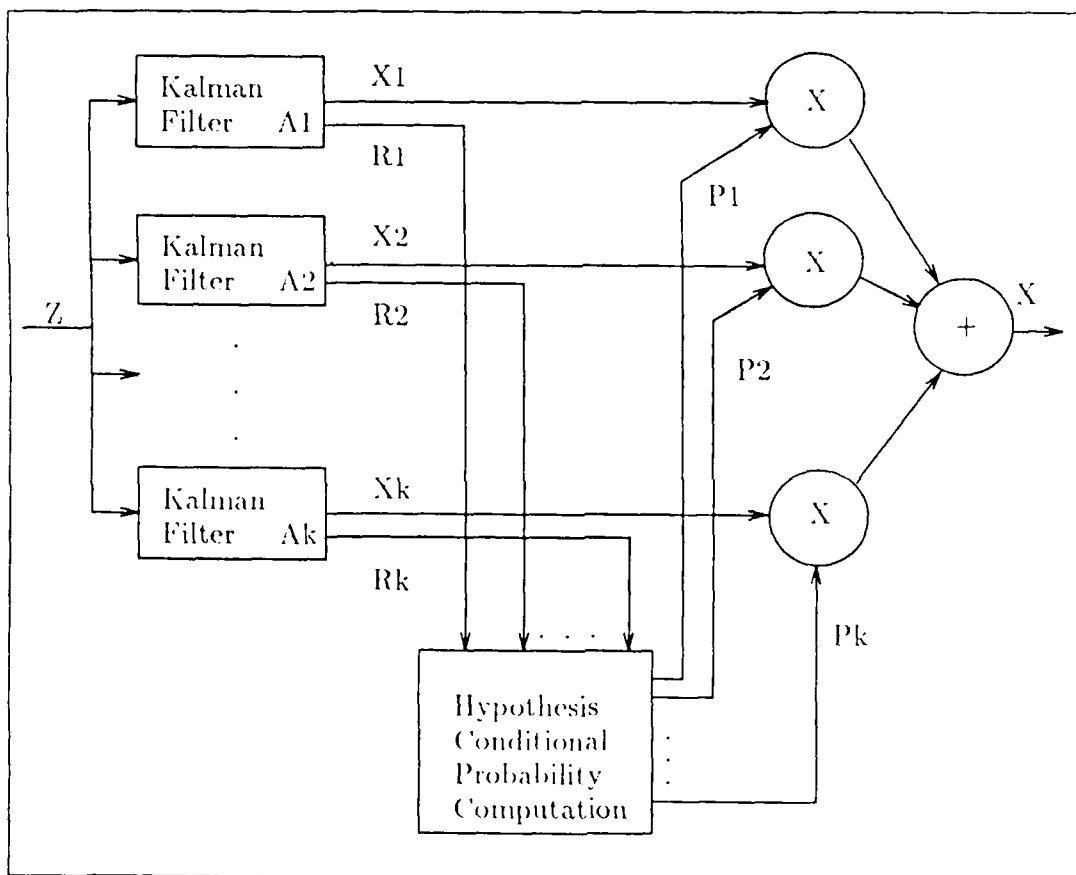 Kalman
Filter A1
X1
R1
X
P1
Kalman
Filter A2
X2
R2
X
P2
Z
+
X
Kalman
Filter Ak
Xk
Rk
X
Pk
Hypothesis
Conditional
Probability
Computation